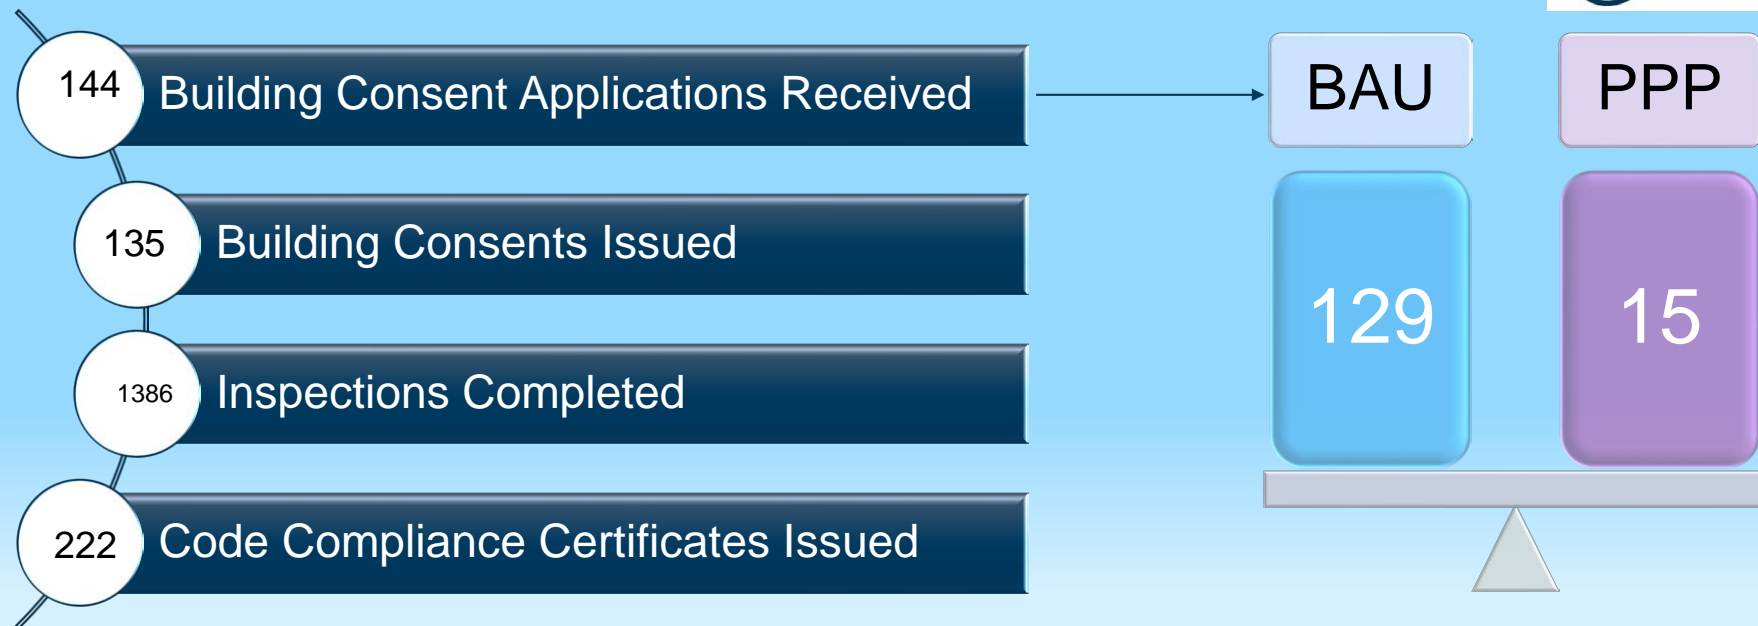 144
Building Consent Applications Received
135
Building Consents Issued
1386
Inspections Completed
222
Code Compliance Certificates Issued
BAU
PPP
129
15